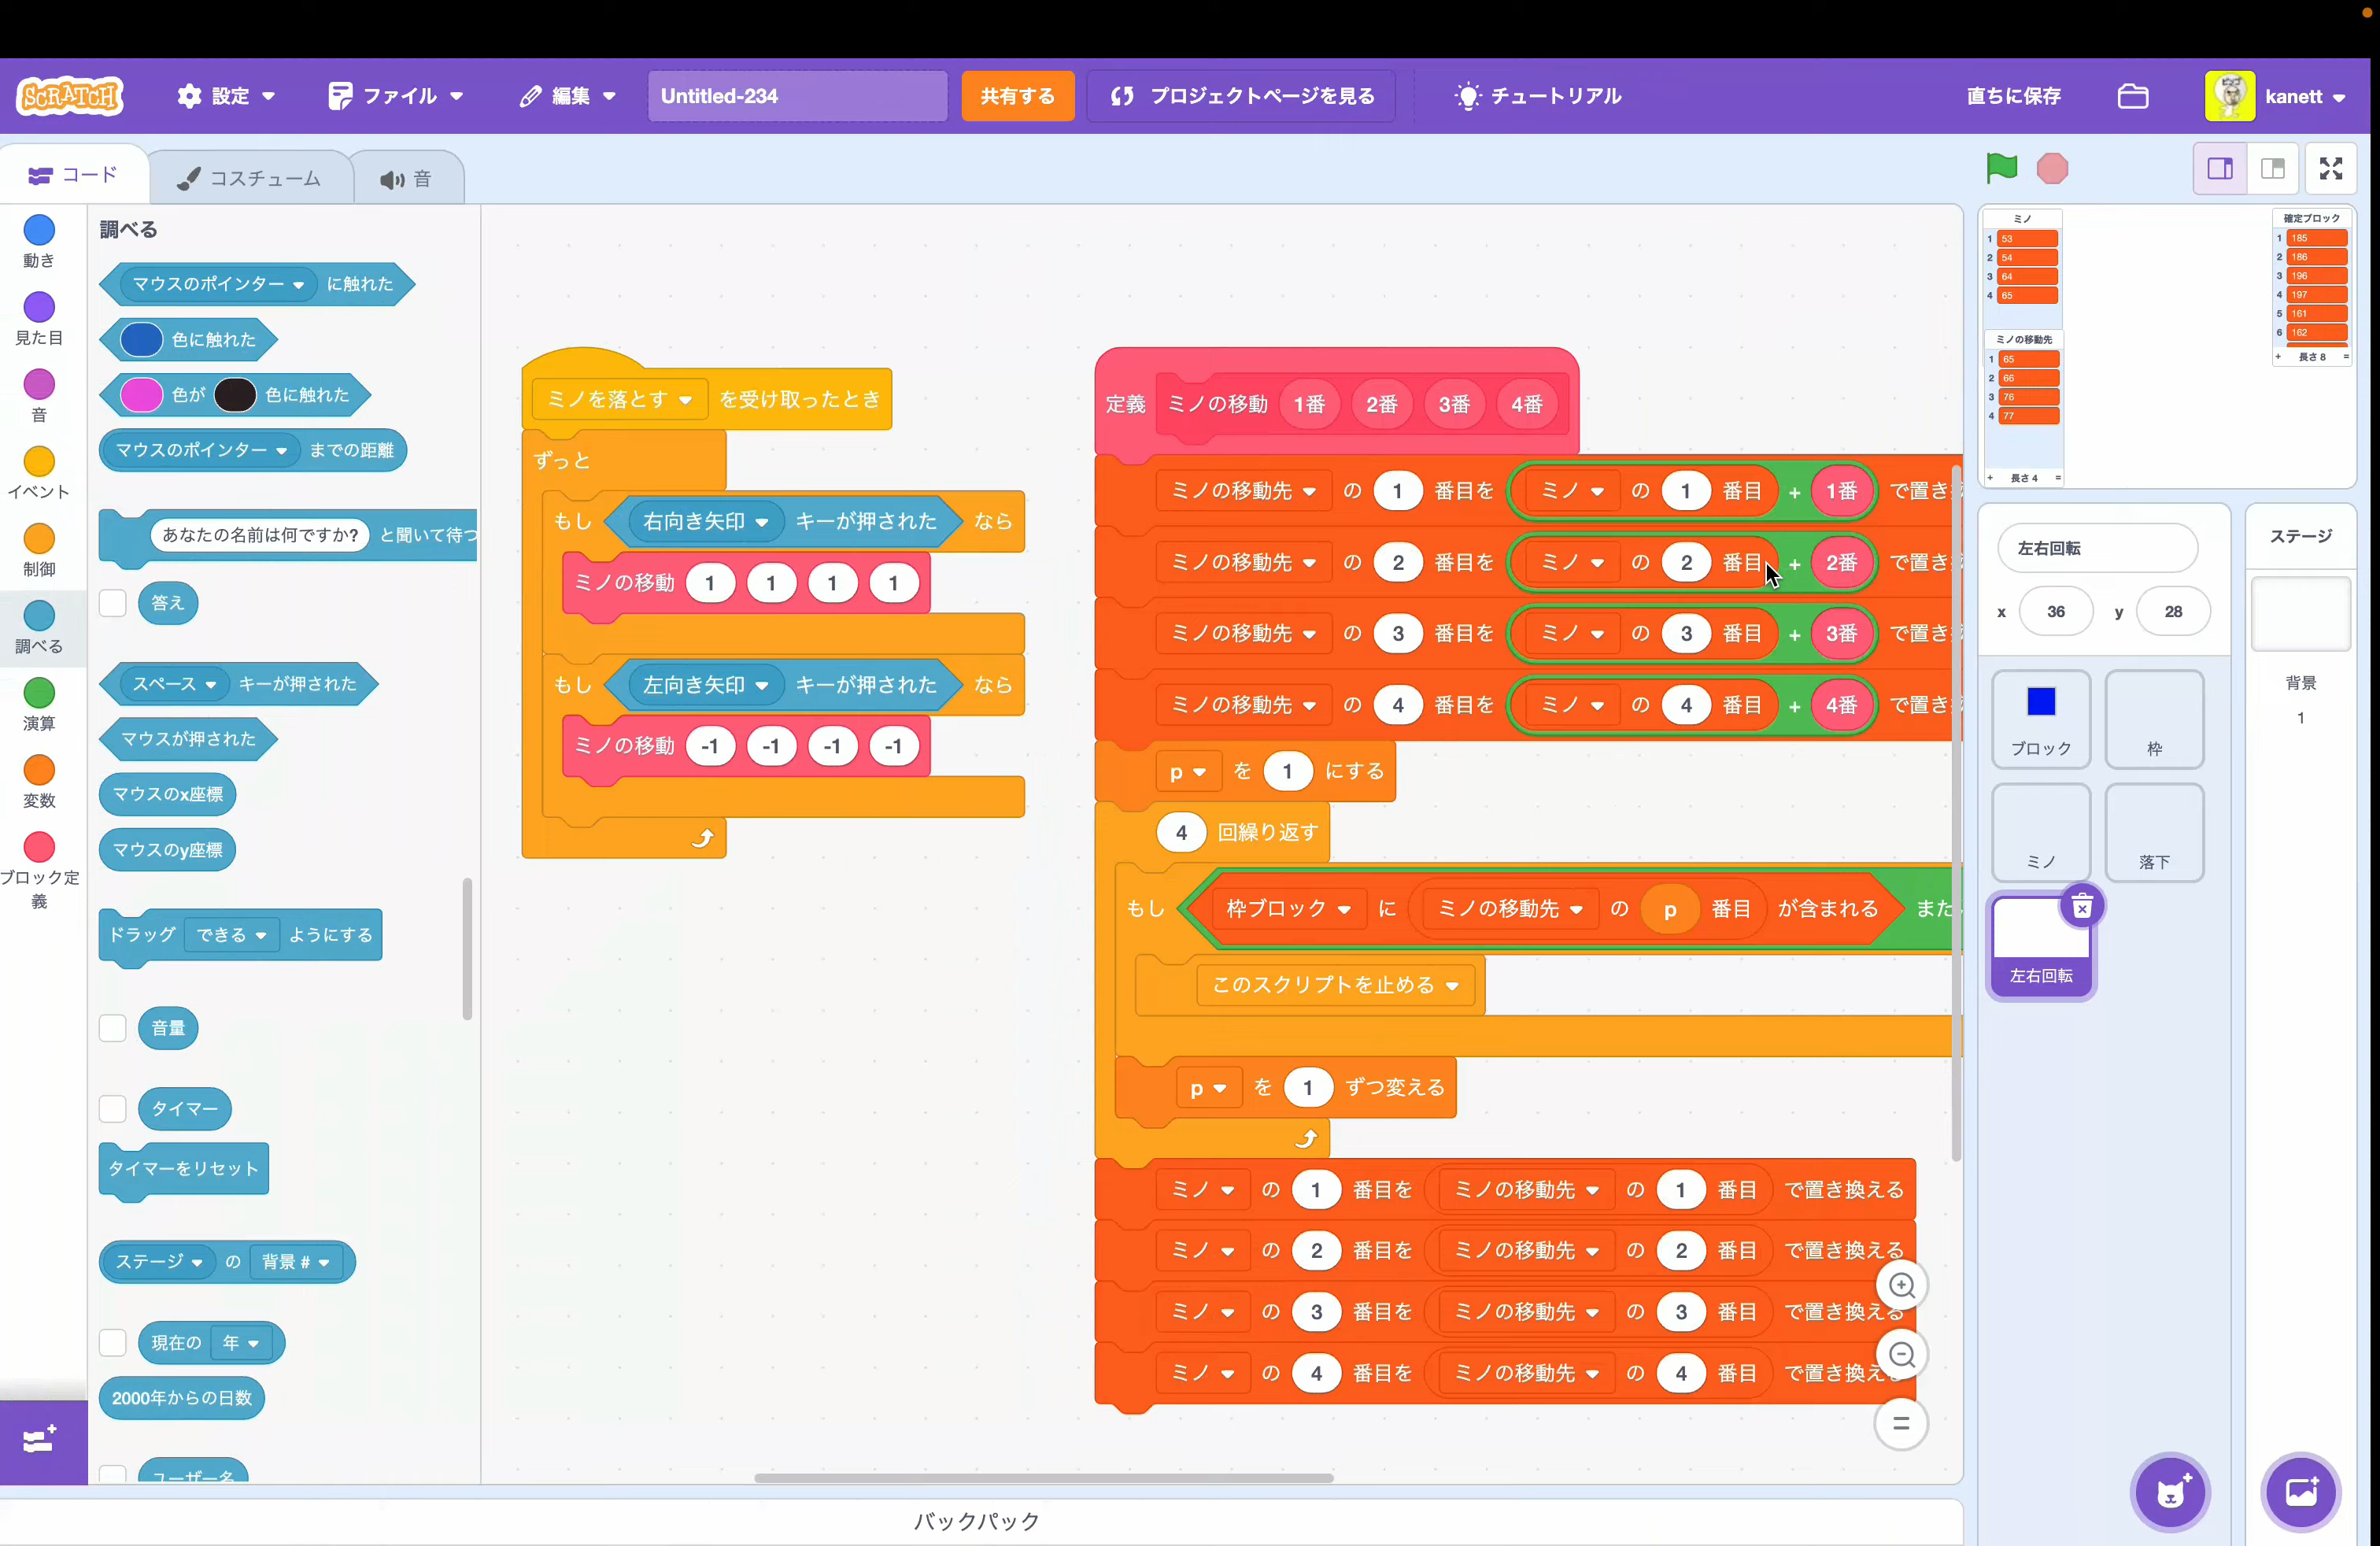 SCRATCH 設定 ファイル 編集 Untitled-234 共有する プロジェクトページを見る チュートリアル 直ちに保存 kanett
コード コスチューム 音
動き
見た目
音
イベント
制御
調べる
演算
変数
ブロック定義
調べる
マウスのポインター に触れた
色に触れた
色が 色に触れた
マウスのポインター までの距離
あなたの名前は何ですか? と聞いて待つ
答え
スペース キーが押された
マウスが押された
マウスのx座標
マウスのy座標
ドラッグ できる ようにする
音量
タイマー
タイマーをリセット
ステージ の 背景 #
現在の 年
2000年からの日数
ユーザー名
ミノを落とす を受け取ったとき
ずっと
もし 右向き矢印 キーが押された なら
ミノの移動 1 1 1 1
もし 左向き矢印 キーが押された なら
ミノの移動 -1 -1 -1 -1
定義 ミノの移動 1番 2番 3番 4番
ミノの移動先 の 1 番目を ミノ の 1 番目 + 1番 で置き
ミノの移動先 の 2 番目を ミノ の 2 番目 + 2番 で置き
ミノの移動先 の 3 番目を ミノ の 3 番目 + 3番 で置き
ミノの移動先 の 4 番目を ミノ の 4 番目 + 4番 で置き
p を 1 にする
4 回繰り返す
もし 枠ブロック に ミノの移動先 の p 番目 が含まれる また
このスクリプトを止める
p を 1 ずつ変える
ミノ の 1 番目を ミノの移動先 の 1 番目 で置き換える
ミノ の 2 番目を ミノの移動先 の 2 番目 で置き換える
ミノ の 3 番目を ミノの移動先 の 3 番目 で置き換える
ミノ の 4 番目を ミノの移動先 の 4 番目 で置き換え
バックパック
ミノ
1 53
2 54
3 64
4 65
ミノの移動先
1 65
2 66
3 76
4 77
+ 長さ 4 =
確定ブロック
1 185
2 186
3 196
4 197
5 161
6 162
+ 長さ 8 =
左右回転
x 36 y 28
ブロック 枠
ミノ 落下
左右回転
ステージ
背景
1